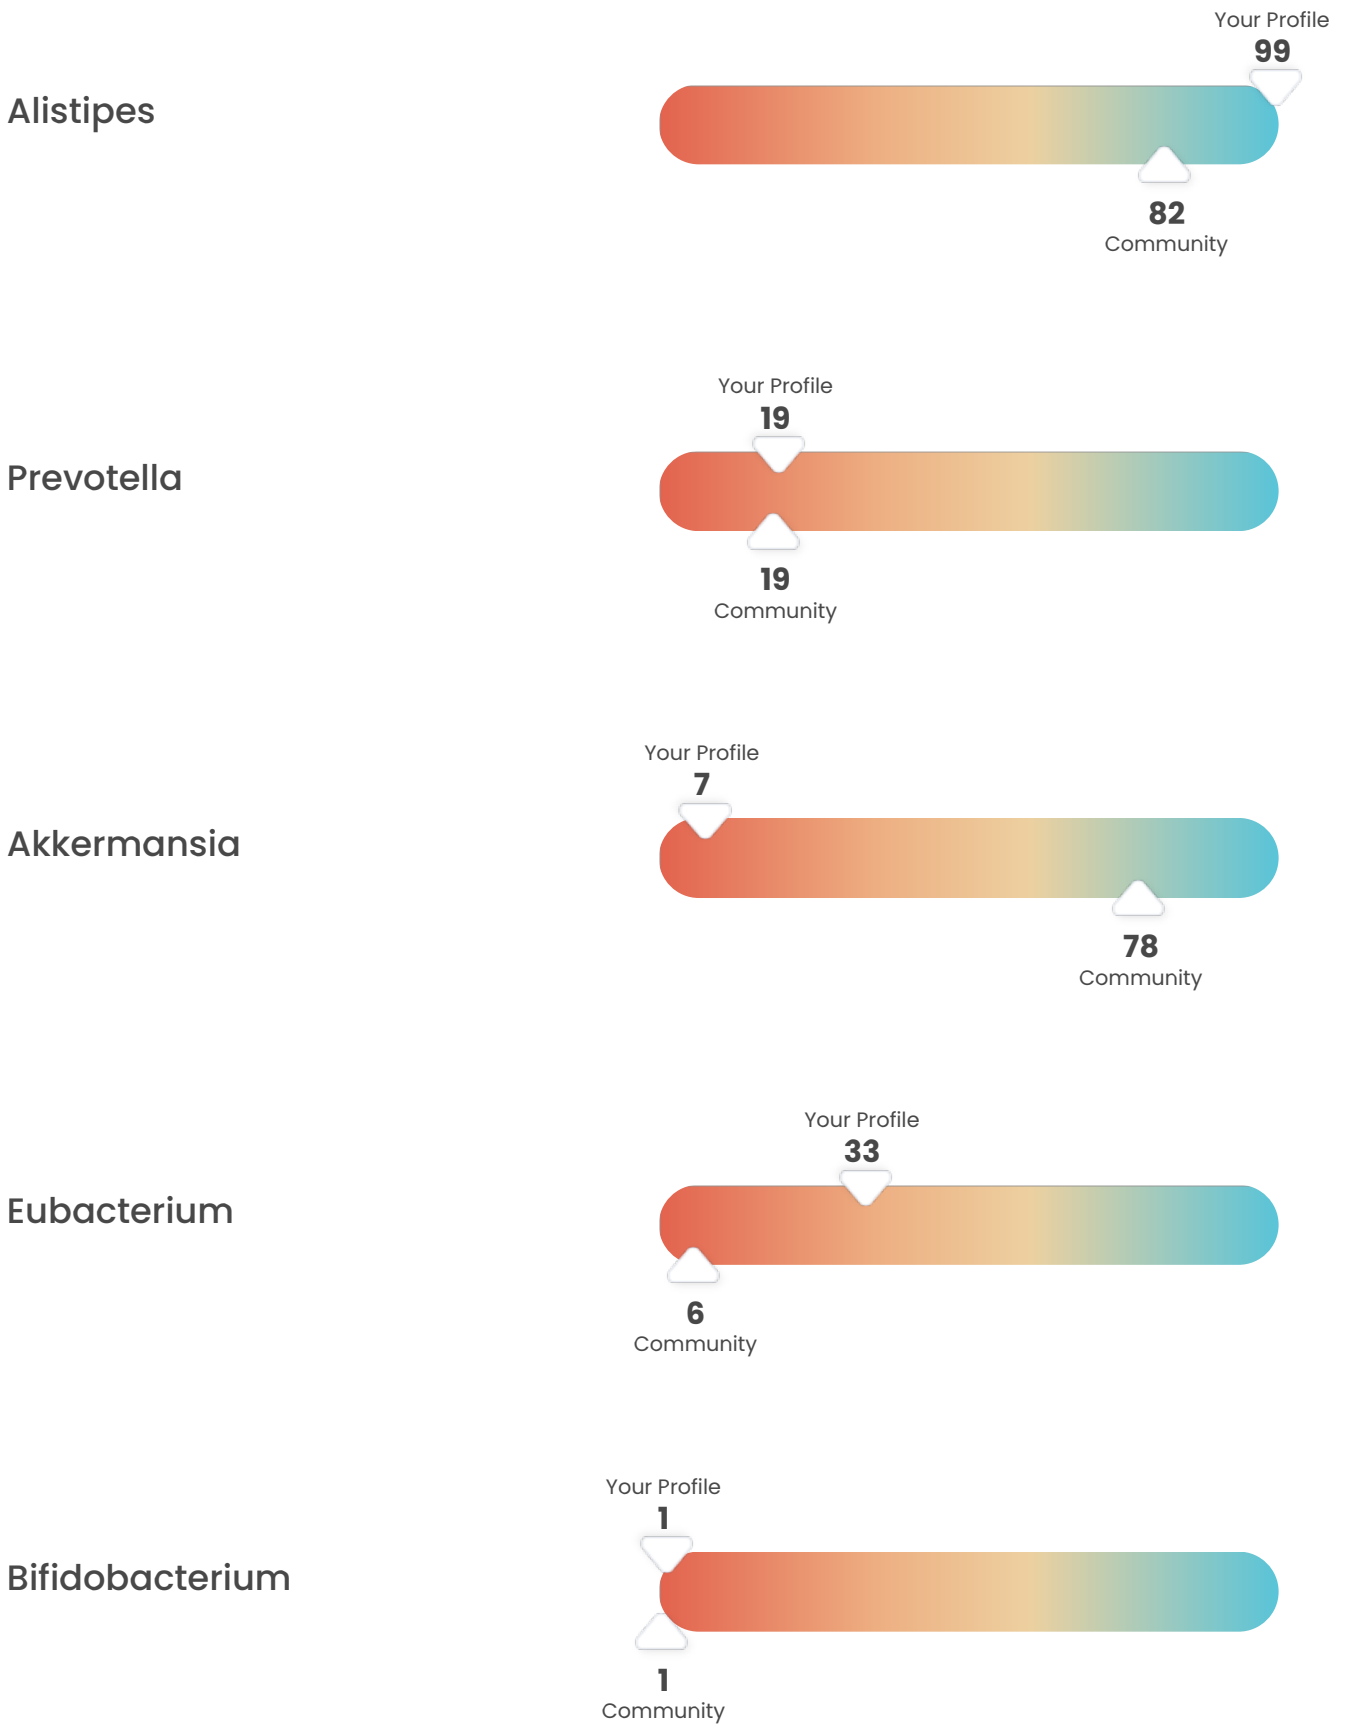 Your Profile
99
Alistipes
82
Community
Your Profile
19
Prevotella
19
Community
Your Profile
7
Akkermansia
78
Community
Your Profile
33
Eubacterium
6
Community
Your Profile
1
Bifidobacterium
1
Community